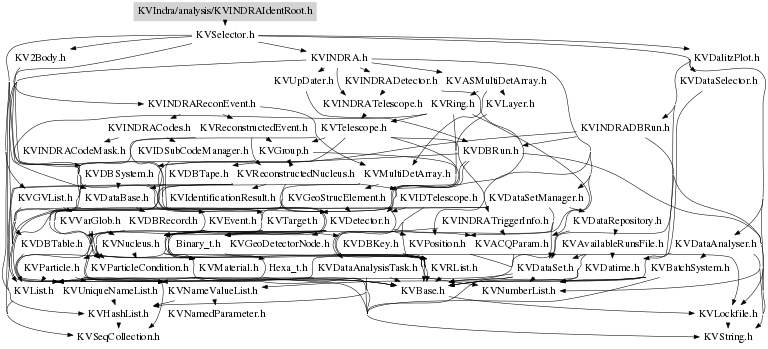 KVIndra/analysis/KVINDRAIdentRoot.h
KVSelector.h
KV2Body.h
KVINDRA.h
KVDalitzPlot.h
KVUpDater.h
KVINDRADetector.h
KVASMultiDetArray.h
KVDataSelector.h
KVINDRAReconEvent.h
KVINDRATelescope.h
KVRing.h
KVLayer.h
KVINDRACodes.h
KVReconstructedEvent.h
KVTelescope.h
KVINDRADBRun.h
KVINDRACodeMask.h
KVIDSubCodeManager.h
KVGroup.h
KVDBRun.h
KVDBSystem.h
KVDBTape.h
KVReconstructedNucleus.h
KVMultiDetArray.h
KVGVList.h
KVDataBase.h
KVIdentificationResult.h
KVGeoStrucElement.h
KVIDTelescope.h
KVDataSetManager.h
KVVarGlob.h
KVDBRecord.h
KVEvent.h
KVTarget.h
KVDetector.h
KVINDRATriggerInfo.h
KVDataRepository.h
KVDBTable.h
KVNucleus.h
Binary_t.h
KVGeoDetectorNode.h
KVDBKey.h
KVPosition.h
KVACQParam.h
KVAvailableRunsFile.h
KVDataAnalyser.h
KVParticle.h
KVParticleCondition.h
KVMaterial.h
Hexa_t.h
KVDataAnalysisTask.h
KVRList.h
KVDataSet.h
KVDatime.h
KVBatchSystem.h
KVList.h
KVUniqueNameList.h
KVNameValueList.h
KVBase.h
KVNumberList.h
KVHashList.h
KVNamedParameter.h
KVLockfile.h
KVSeqCollection.h
KVString.h